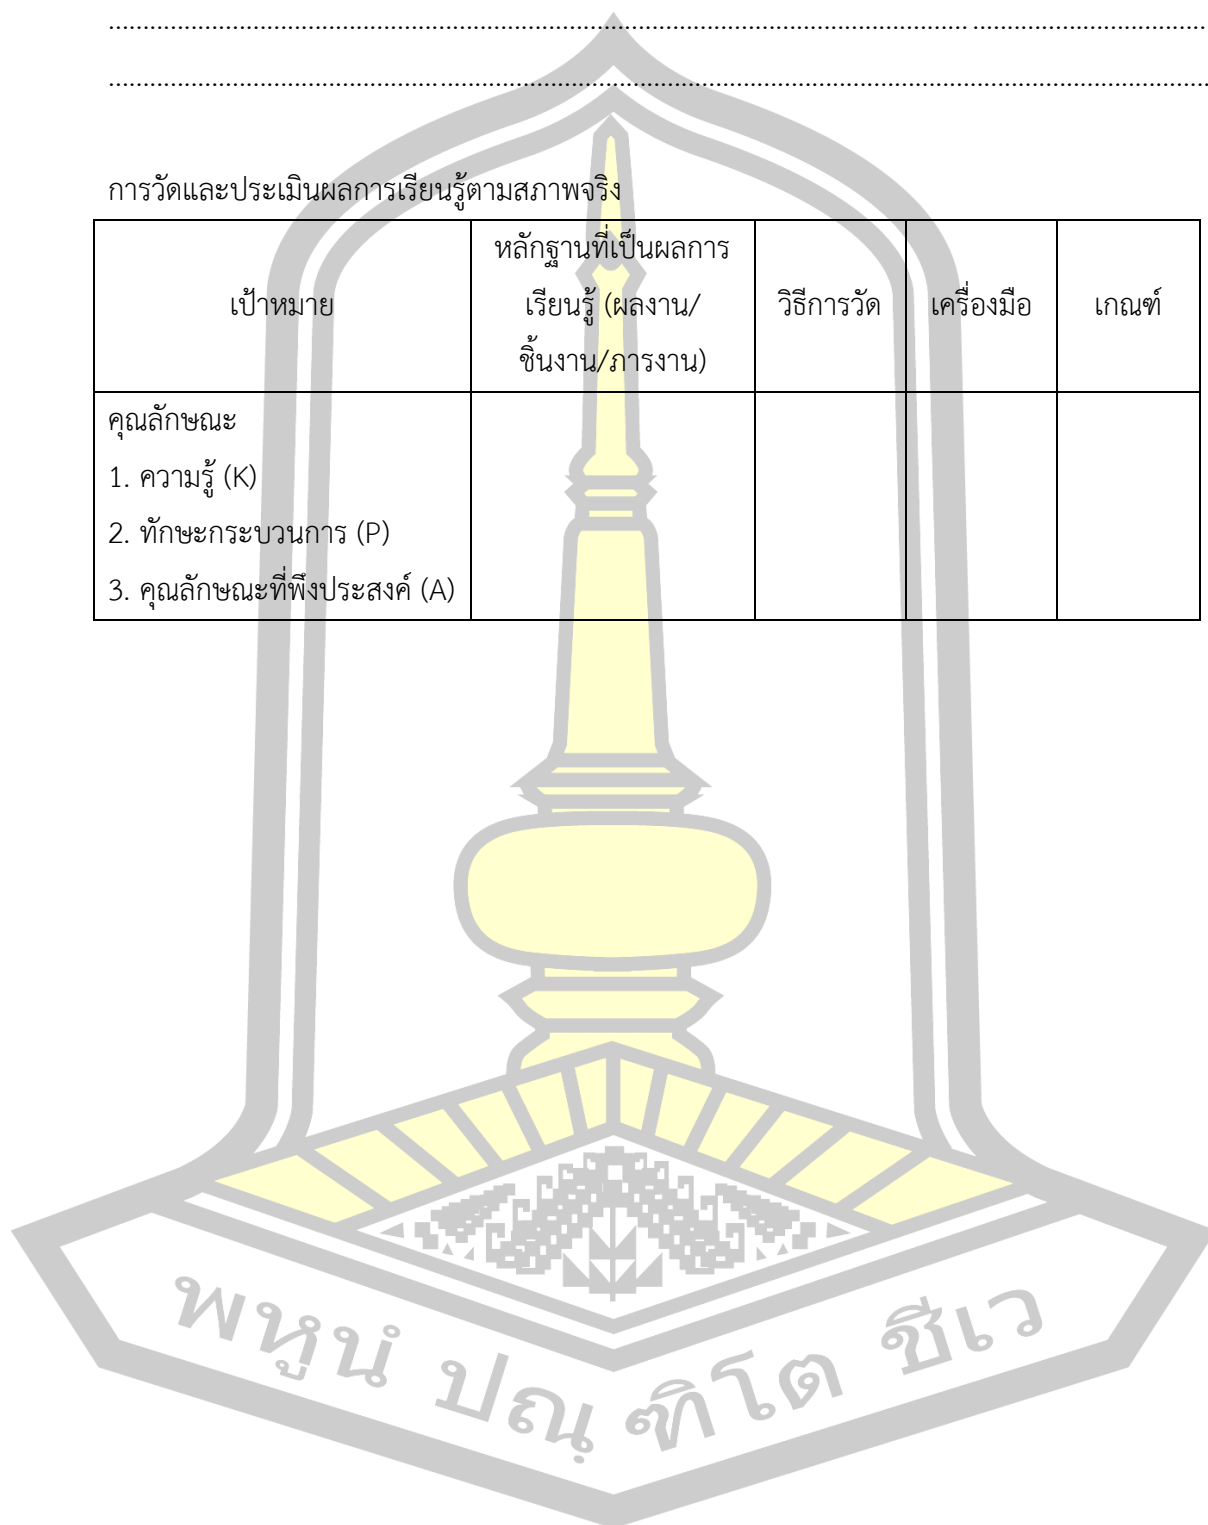 ........................................................................................................................... ..................................
...............................................................................................................................................................
การวัดและประเมินผลการเรียนรู้ตามสภาพจริง
เป้าหมาย
หลักฐานที่เป็นผลการ
เรียนรู้ (ผลงาน/
ชิ้นงาน/ภารงาน)
วิธีการวัด
เครื่องมือ
เกณฑ์
คุณลักษณะ
1. ความรู้ (K)
2. ทักษะกระบวนการ (P)
3. คุณลักษณะที่พึงประสงค์ (A)
พหูนํ ปณฺฑิโต ชีเว